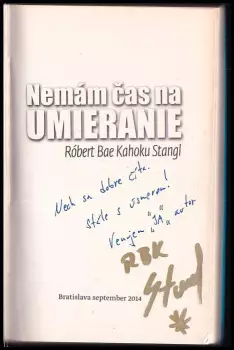 Nemám čas na
UMIERANIE
Róbert Bae Kahoku Stangl
Nech sa dobre číta.
Stále s úsmevom!
Venujem "JA" autor
RBK
Bratislava september 2014